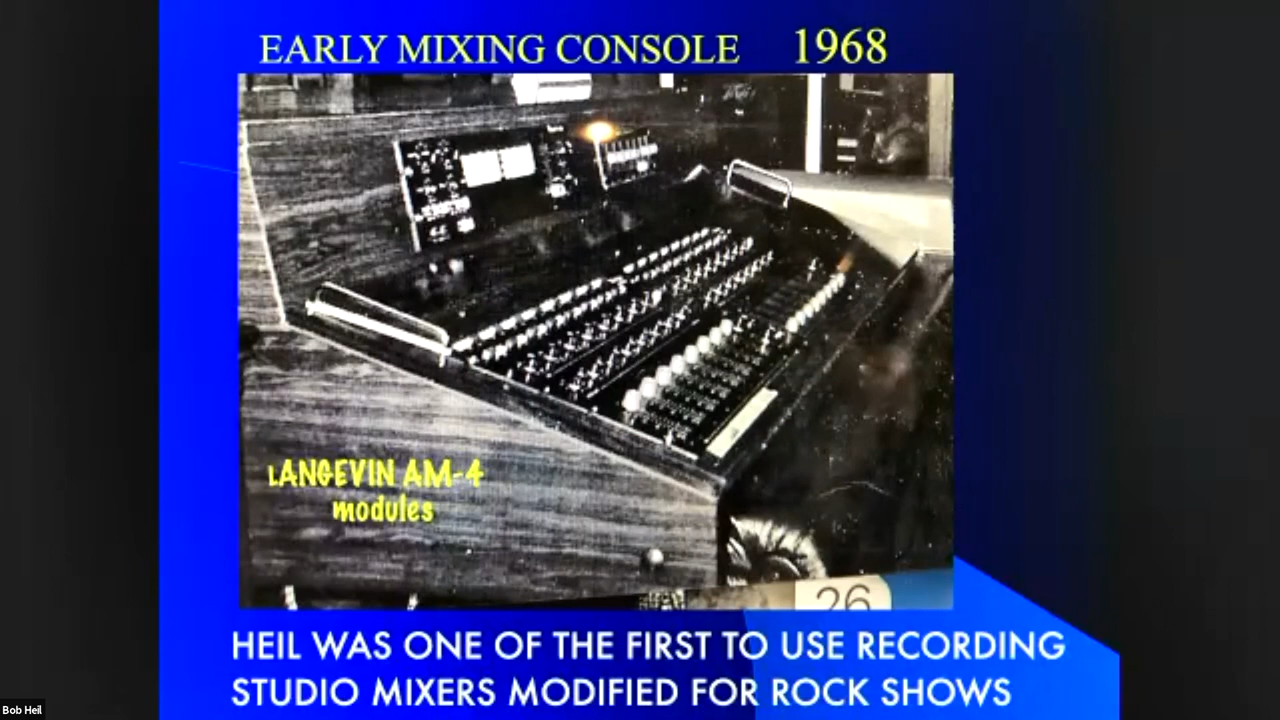 EARLY MIXING CONSOLE 1968
LANGEVIN AM-4
modules
26
HEIL WAS ONE OF THE FIRST TO USE RECORDING
STUDIO MIXERS MODIFIED FOR ROCK SHOWS
Bob Heil